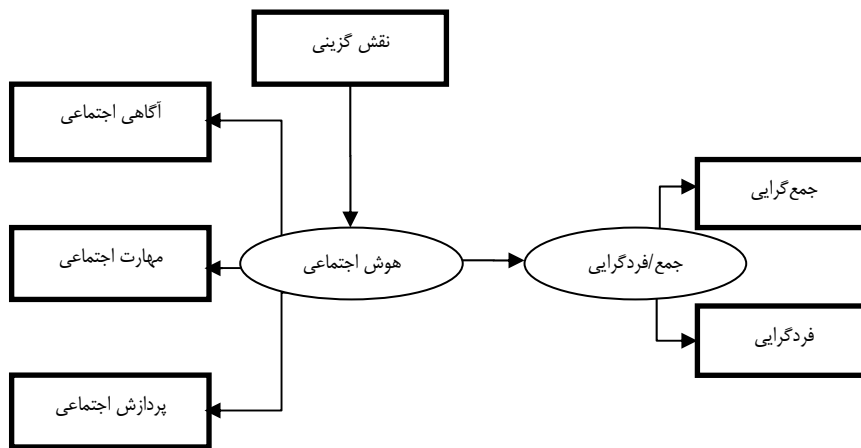 نقش گزینی
آگاهی اجتماعی
جمع‌گرایی
مهارت اجتماعی
هوش اجتماعی
جمع/فردگرایی
فردگرایی
پردازش اجتماعی